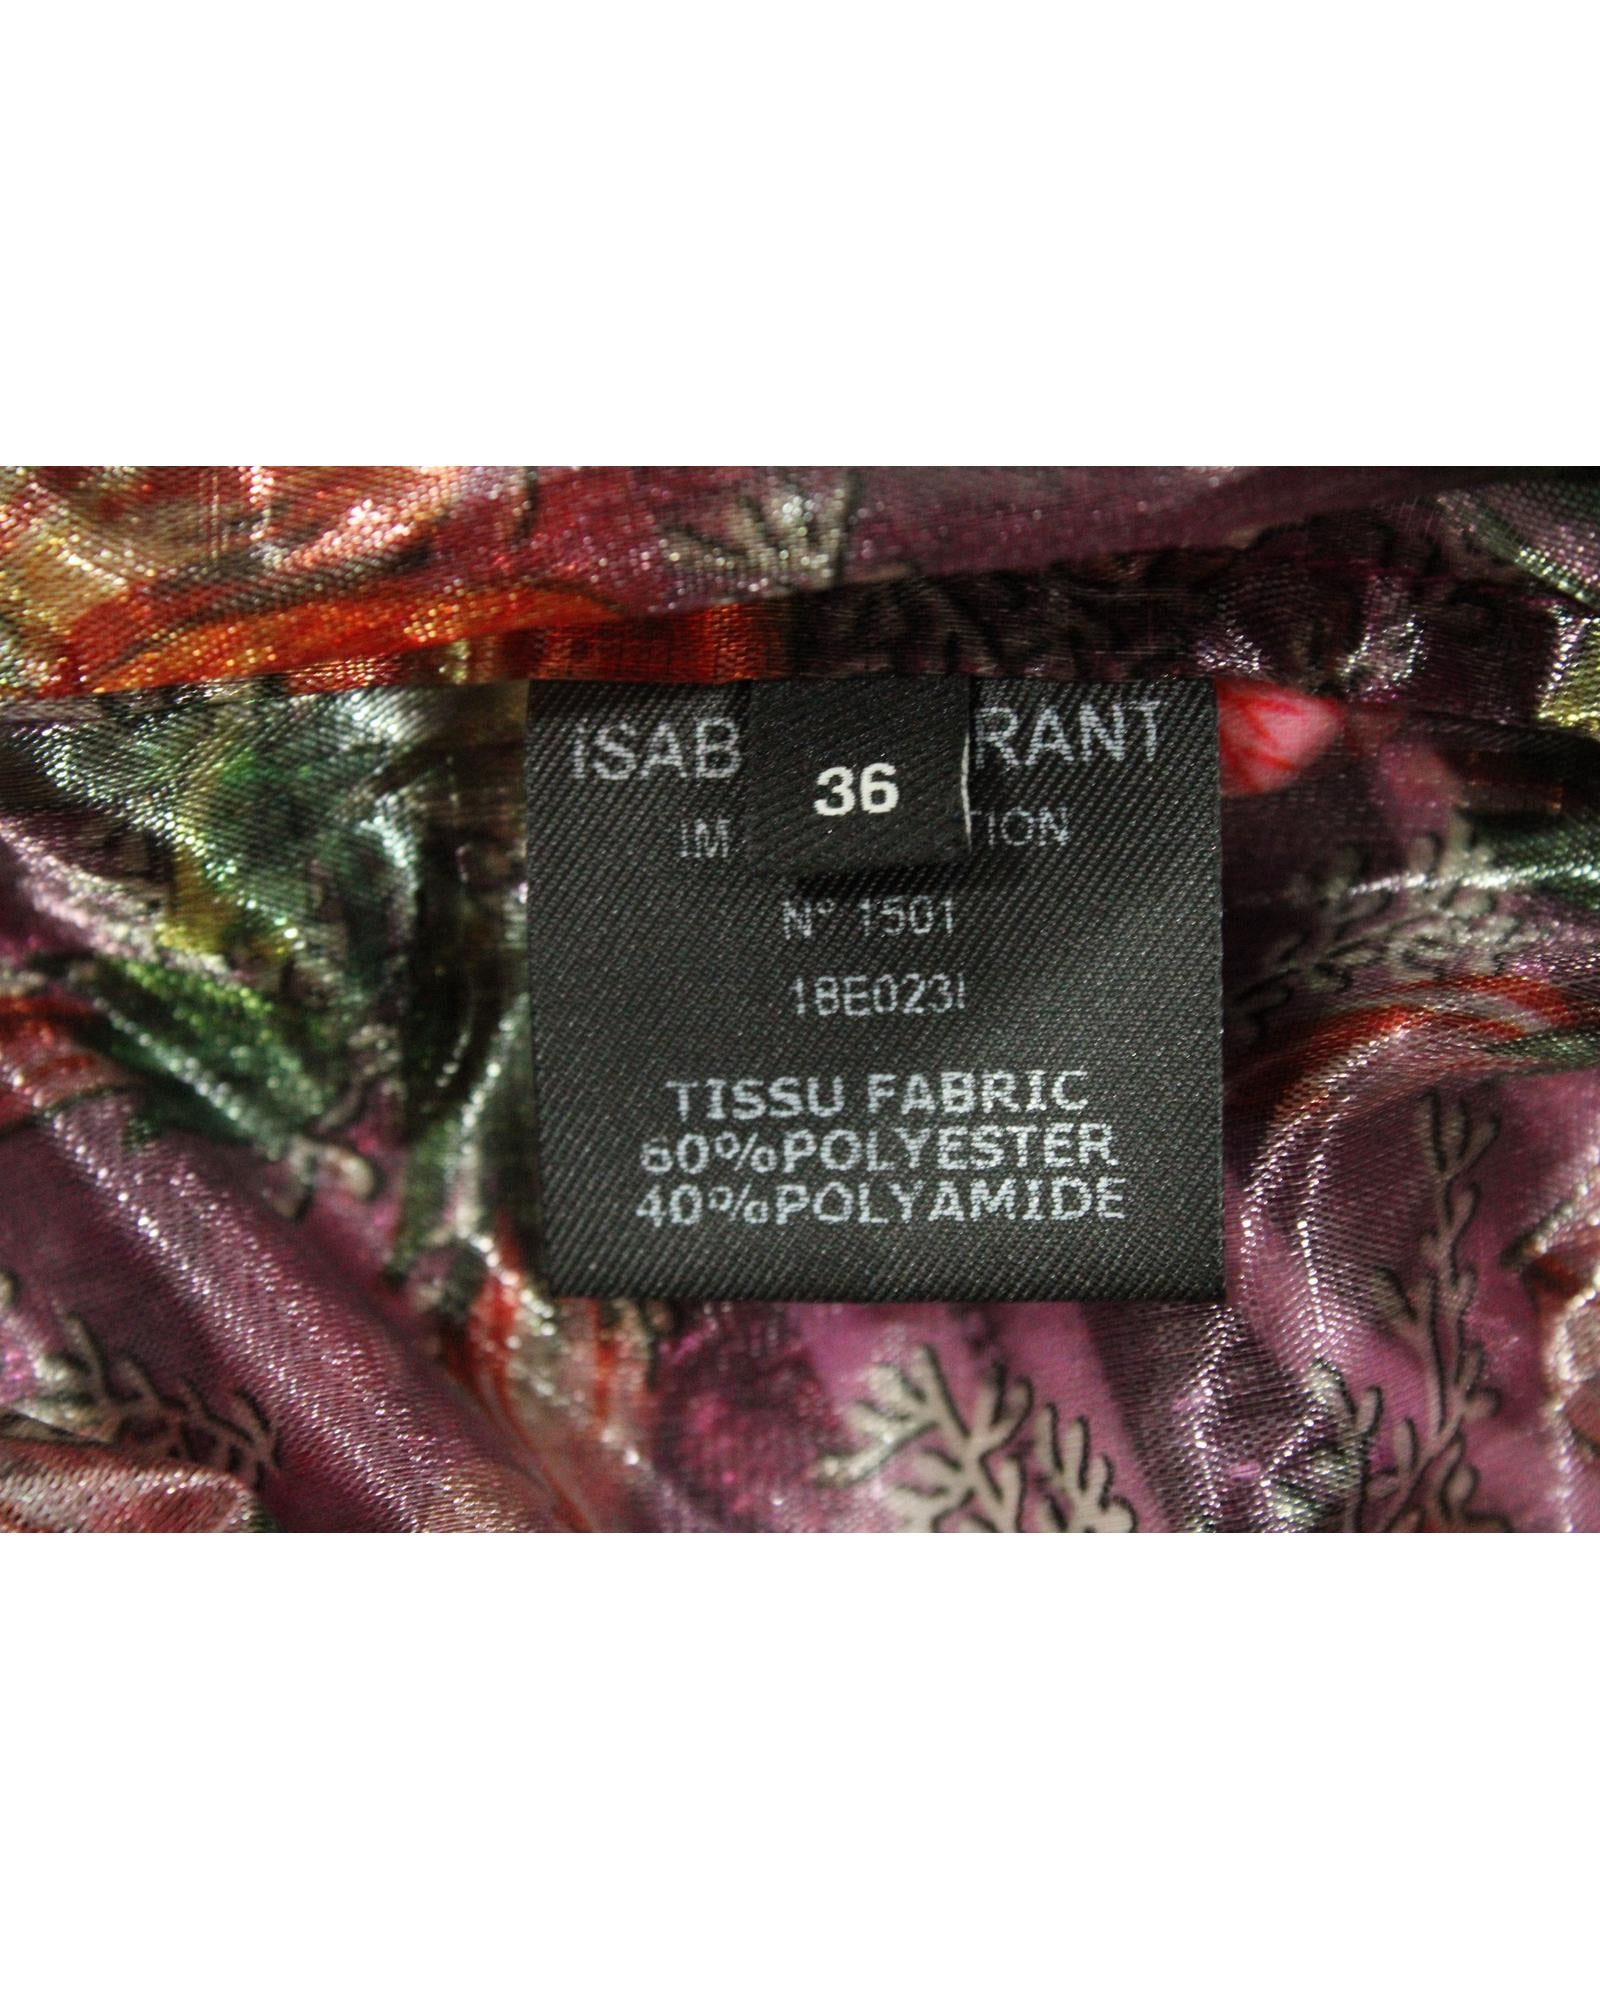 ISAB RANT
36
IM TION
N° 1501
18E023I
TISSU FABRIC
60%POLYESTER
40%POLYAMIDE